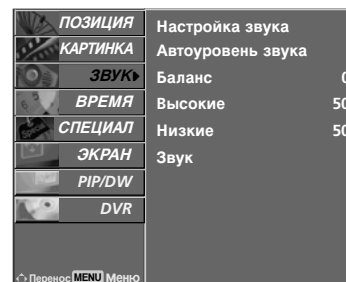 ПОЗИЦИЯ
КАРТИНКА
ЗВУК
ВРЕМЯ
СПЕЦИАЛ
ЭКРАН
PIP/DW
DVR
Перенос MENU Меню
Настройка звука
Автоуровень звука
Баланс 0
Высокие 50
Низкие 50
Звук